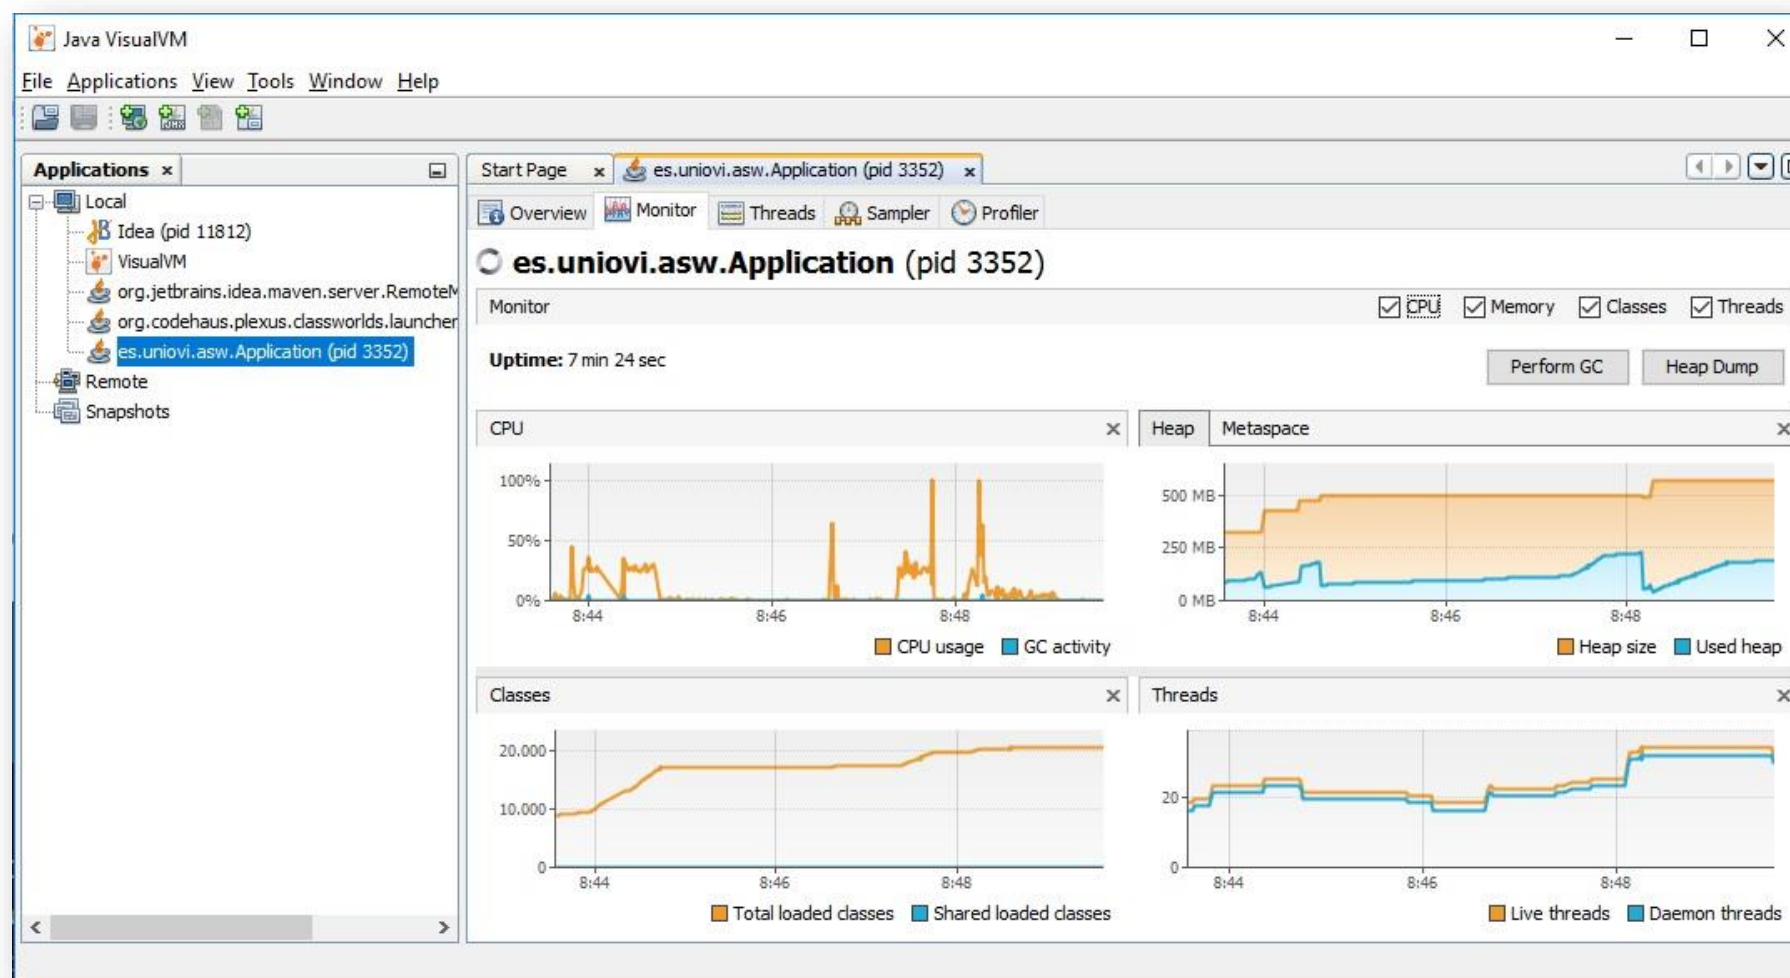 Java VisualVM
File Applications View Tools Window Help
Applications
Local
Idea (pid 11812)
VisualVM
org.jetbrains.idea.maven.server.RemoteM
org.codehaus.plexus.classworlds.launcher
es.uniovi.asw.Application (pid 3352)
Remote
Snapshots
Start Page es.uniovi.asw.Application (pid 3352)
Overview Monitor Threads Sampler Profiler
es.uniovi.asw.Application (pid 3352)
Monitor CPU Memory Classes Threads
Uptime: 7 min 24 sec Perform GC Heap Dump
CPU
100%
50%
0%
8:44 8:46 8:48
CPU usage GC activity
Heap Metaspace
500 MB
250 MB
0 MB
8:44 8:46 8:48
Heap size Used heap
Classes
20.000
10.000
0
8:44 8:46 8:48
Total loaded classes Shared loaded classes
Threads
20
0
8:44 8:46 8:48
Live threads Daemon threads